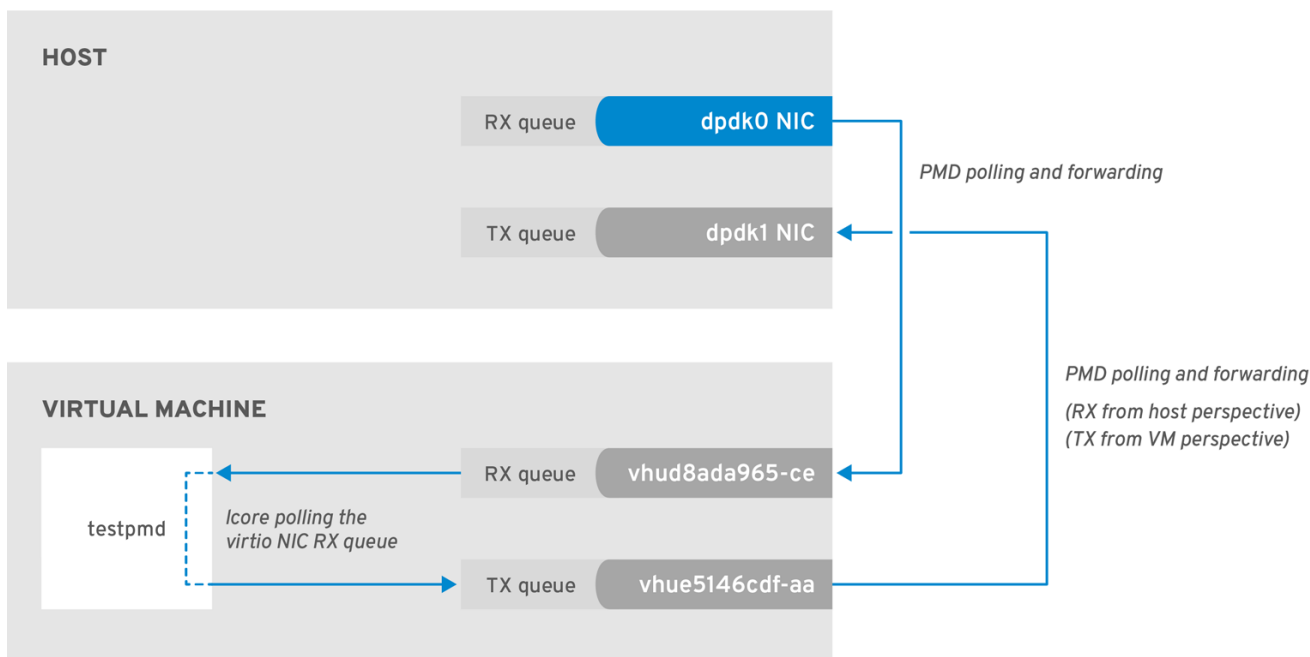 HOST
RX queue
dpdk0 NIC
PMD polling and forwarding
TX queue
dpdk1 NIC
PMD polling and forwarding
(RX from host perspective)
(TX from VM perspective)
VIRTUAL MACHINE
RX queue
vhud8ada965-ce
testpmd
lcore polling the
virtio NIC RX queue
TX queue
vhue5146cdf-aa